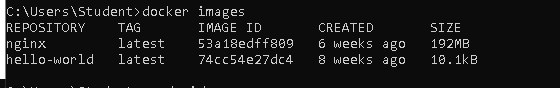 C:\Users\Student>docker images
REPOSITORY TAG IMAGE ID CREATED SIZE
nginx latest 53a18edff809 6 weeks ago 192MB
hello-world latest 74cc54e27dc4 8 weeks ago 10.1kB